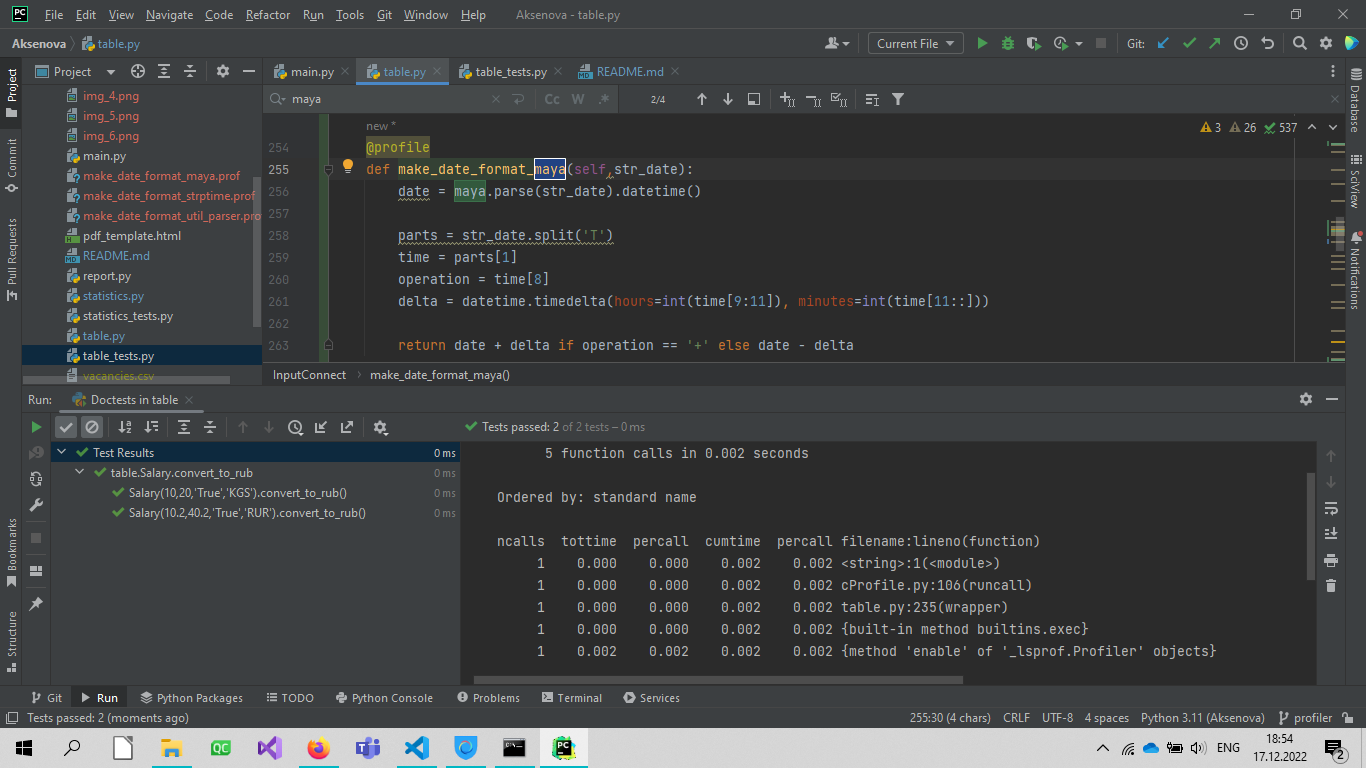 File Edit View Navigate Code Refactor Run Tools Git Window Help Aksenova - table.py
Aksenova table.py Current File Git:
Project main.py table.py table_tests.py README.md
maya Cc W .* 2/4
img_4.png
img_5.png
img_6.png
main.py
make_date_format_maya.prof
make_date_format_strptime.prof
make_date_format_util_parser.pro
pdf_template.html
README.md
report.py
statistics.py
statistics_tests.py
table.py
table_tests.py
vacancies.csv
new *
3 26 537
254 @profile
255 def make_date_format_maya(self,str_date):
256 date = maya.parse(str_date).datetime()
257
258 parts = str_date.split('T')
259 time = parts[1]
260 operation = time[8]
261 delta = datetime.timedelta(hours=int(time[9:11]), minutes=int(time[11::]))
262
263 return date + delta if operation == '+' else date - delta
InputConnect make_date_format_maya()
Project
Commit
Pull Requests
Bookmarks
Structure
Database
SciView
Notifications
Run: Doctests in table
Tests passed: 2 of 2 tests – 0 ms
Test Results 0 ms
table.Salary.convert_to_rub 0 ms
Salary(10,20,'True','KGS').convert_to_rub() 0 ms
Salary(10.2,40.2,'True','RUR').convert_to_rub() 0 ms
5 function calls in 0.002 seconds
Ordered by: standard name
ncalls tottime percall cumtime percall filename:lineno(function)
1 0.000 0.000 0.002 0.002 <string>:1(<module>)
1 0.000 0.000 0.002 0.002 cProfile.py:106(runcall)
1 0.000 0.000 0.002 0.002 table.py:235(wrapper)
1 0.000 0.000 0.002 0.002 {built-in method builtins.exec}
1 0.002 0.002 0.002 0.002 {method 'enable' of '_lsprof.Profiler' objects}
Git Run Python Packages TODO Python Console Problems Terminal Services
Tests passed: 2 (moments ago) 255:30 (4 chars) CRLF UTF-8 4 spaces Python 3.11 (Aksenova) profiler
QC PC ENG 18:54
17.12.2022 2